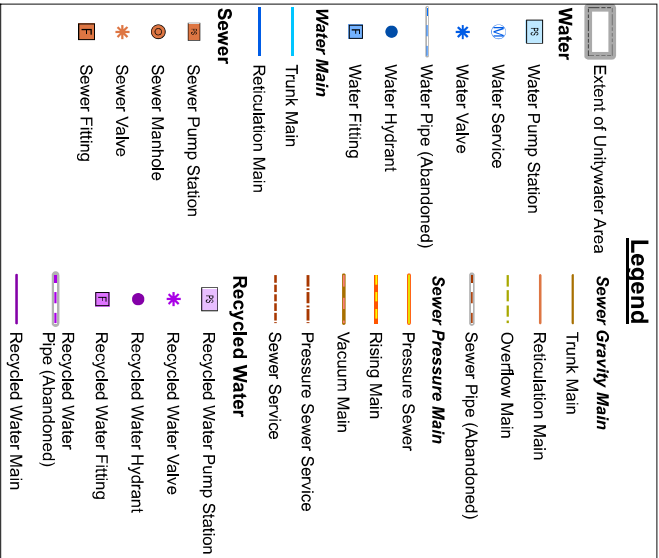 Legend
Extent of Unitywater Area
Water
PS Water Pump Station
M Water Service
Water Valve
Water Pipe (Abandoned)
Water Hydrant
F Water Fitting
Water Main
Trunk Main
Reticulation Main
Sewer
PS Sewer Pump Station
Sewer Manhole
Sewer Valve
F Sewer Fitting
Sewer Gravity Main
Trunk Main
Reticulation Main
Overflow Main
Sewer Pipe (Abandoned)
Sewer Pressure Main
Pressure Sewer
Rising Main
Vacuum Main
Pressure Sewer Service
Sewer Service
Recycled Water
PS Recycled Water Pump Station
Recycled Water Valve
Recycled Water Hydrant
F Recycled Water Fitting
Recycled Water
Pipe (Abandoned)
Recycled Water Main